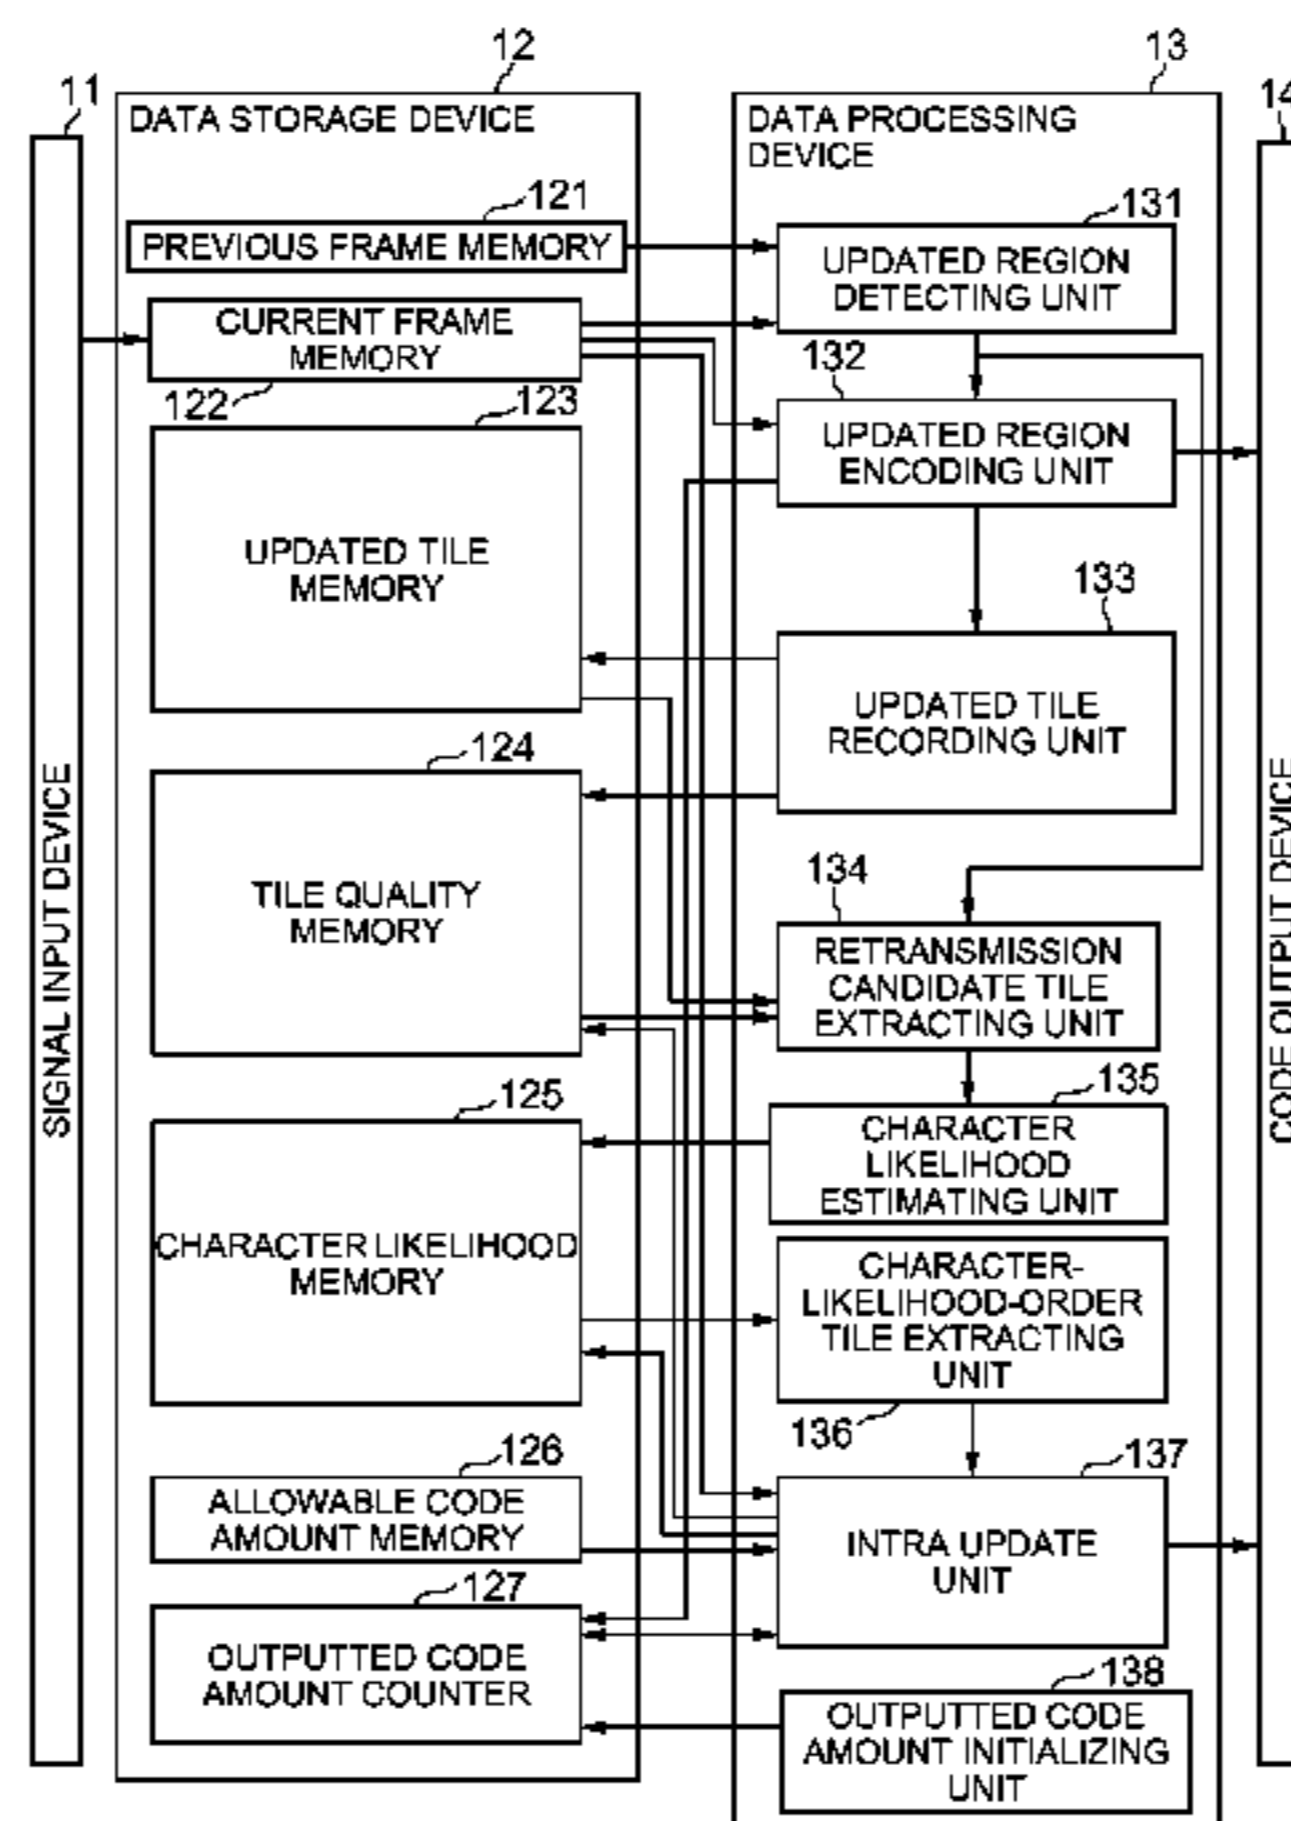 11
12
13
14
DATA STORAGE DEVICE
DATA PROCESSING
DEVICE
SIGNAL INPUT DEVICE
121
PREVIOUS FRAME MEMORY
CURRENT FRAME
MEMORY
122
123
UPDATED TILE
MEMORY
124
TILE QUALITY
MEMORY
125
CHARACTER LIKELIHOOD
MEMORY
126
ALLOWABLE CODE
AMOUNT MEMORY
127
OUTPUTTED CODE
AMOUNT COUNTER
131
UPDATED REGION
DETECTING UNIT
132
UPDATED REGION
ENCODING UNIT
133
UPDATED TILE
RECORDING UNIT
134
RETRANSMISSION
CANDIDATE TILE
EXTRACTING UNIT
135
CHARACTER
LIKELIHOOD
ESTIMATING UNIT
CHARACTER-
LIKELIHOOD-ORDER
TILE EXTRACTING
UNIT
136
137
INTRA UPDATE
UNIT
138
OUTPUTTED CODE
AMOUNT INITIALIZING
UNIT
CODE OUTPUT DEVICE